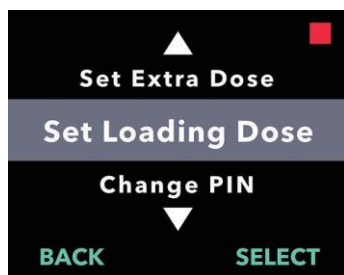 Set Extra Dose
Set Loading Dose
Change PIN
BACK SELECT